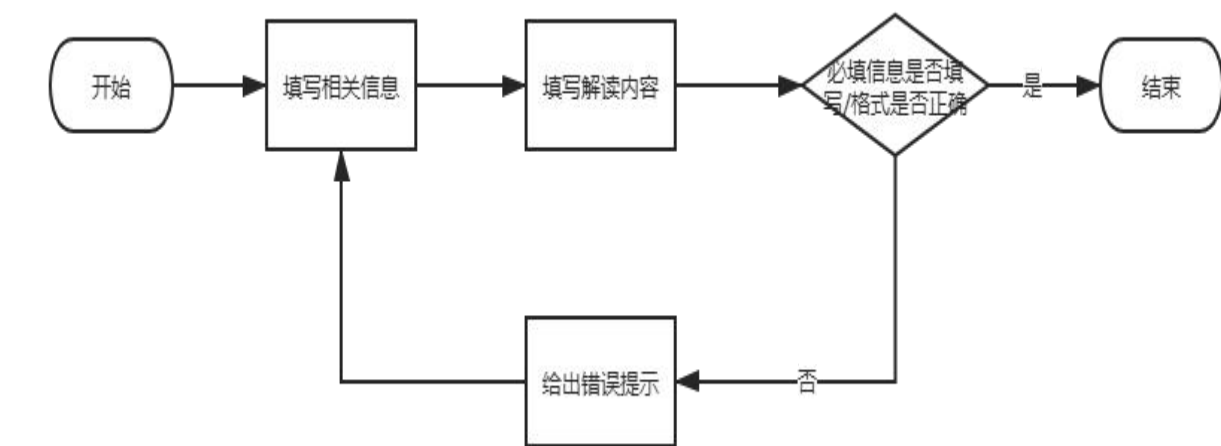 开始
填写相关信息
填写解读内容
必填信息是否填
写/格式是否正确
是
结束
给出错误提示
否